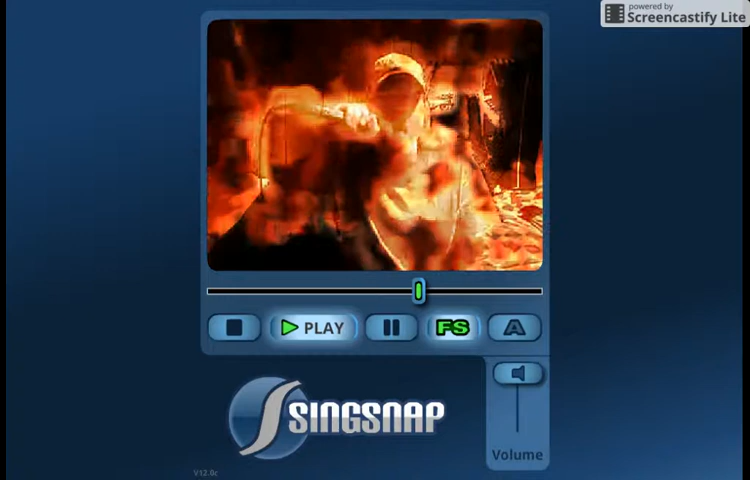 powered by
Screencastify Lite
PLAY
FS
A
SINGSNAP
Volume
V12.0c